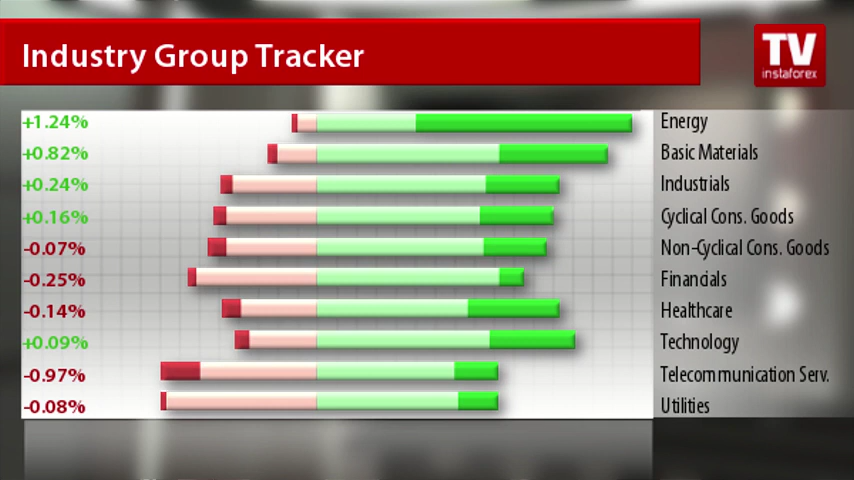 Industry Group Tracker
TV
instaforex
+1.24% Energy
+0.82% Basic Materials
+0.24% Industrials
+0.16% Cyclical Cons. Goods
-0.07% Non-Cyclical Cons. Goods
-0.25% Financials
-0.14% Healthcare
+0.09% Technology
-0.97% Telecommunication Serv.
-0.08% Utilities